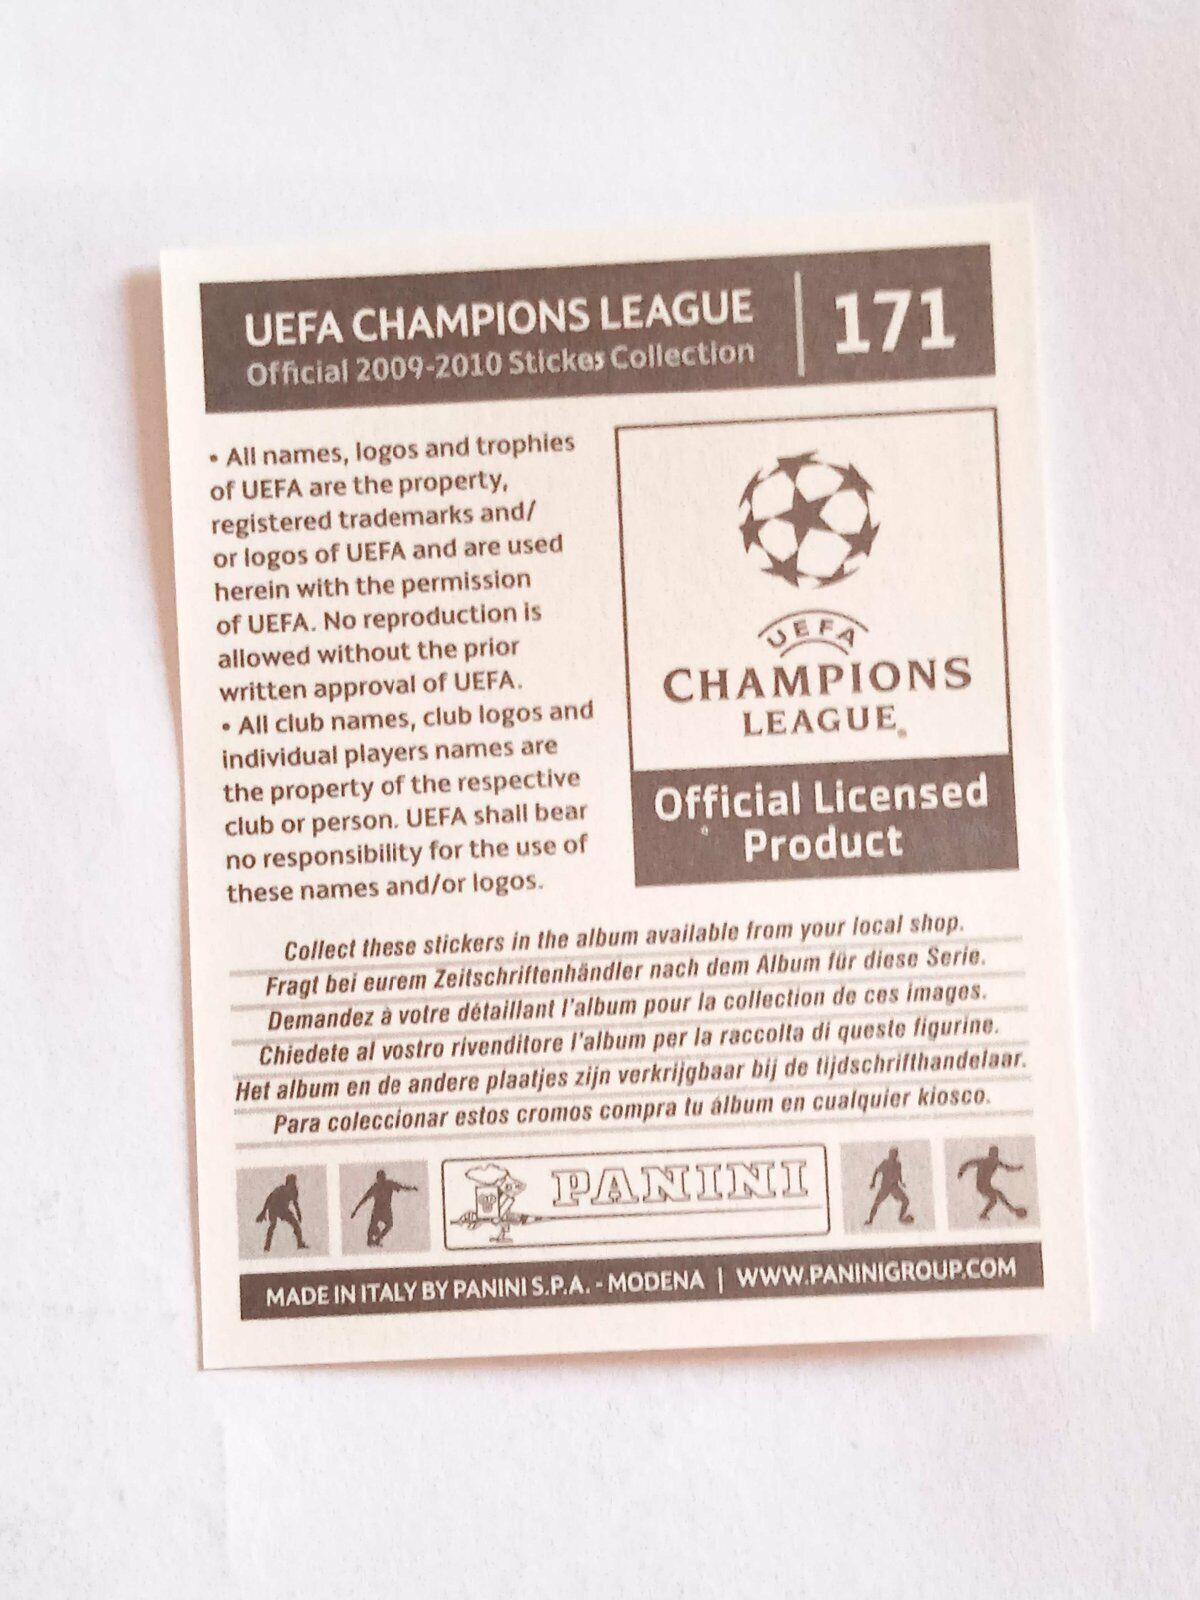 UEFA CHAMPIONS LEAGUE
Official 2009-2010 Sticker Collection
171
• All names, logos and trophies
of UEFA are the property,
registered trademarks and/
or logos of UEFA and are used
herein with the permission
of UEFA. No reproduction is
allowed without the prior
written approval of UEFA.
• All club names, club logos and
individual players names are
the property of the respective
club or person. UEFA shall bear
no responsibility for the use of
these names and/or logos.
UEFA
CHAMPIONS
LEAGUE®
Official Licensed
Product
Collect these stickers in the album available from your local shop.
Fragt bei eurem Zeitschriftenhändler nach dem Album für diese Serie.
Demandez à votre détaillant l'album pour la collection de ces images.
Chiedete al vostro rivenditore l'album per la raccolta di queste figurine.
Het album en de andere plaatjes zijn verkrijgbaar bij de tijdschrifthandelaar.
Para coleccionar estos cromos compra tu álbum en cualquier kiosco.
PANINI
MADE IN ITALY BY PANINI S.P.A. - MODENA | WWW.PANINIGROUP.COM